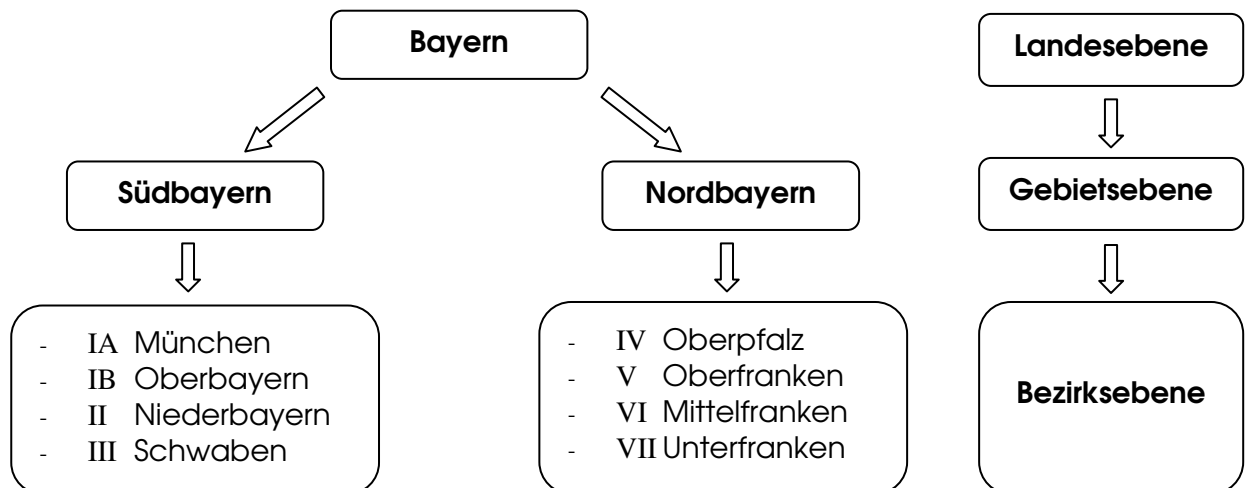 Bayern
Landesebene
Südbayern
Nordbayern
Gebietsebene
- IA München
- IB Oberbayern
- II Niederbayern
- III Schwaben
- IV Oberpfalz
- V Oberfranken
- VI Mittelfranken
- VII Unterfranken
Bezirksebene